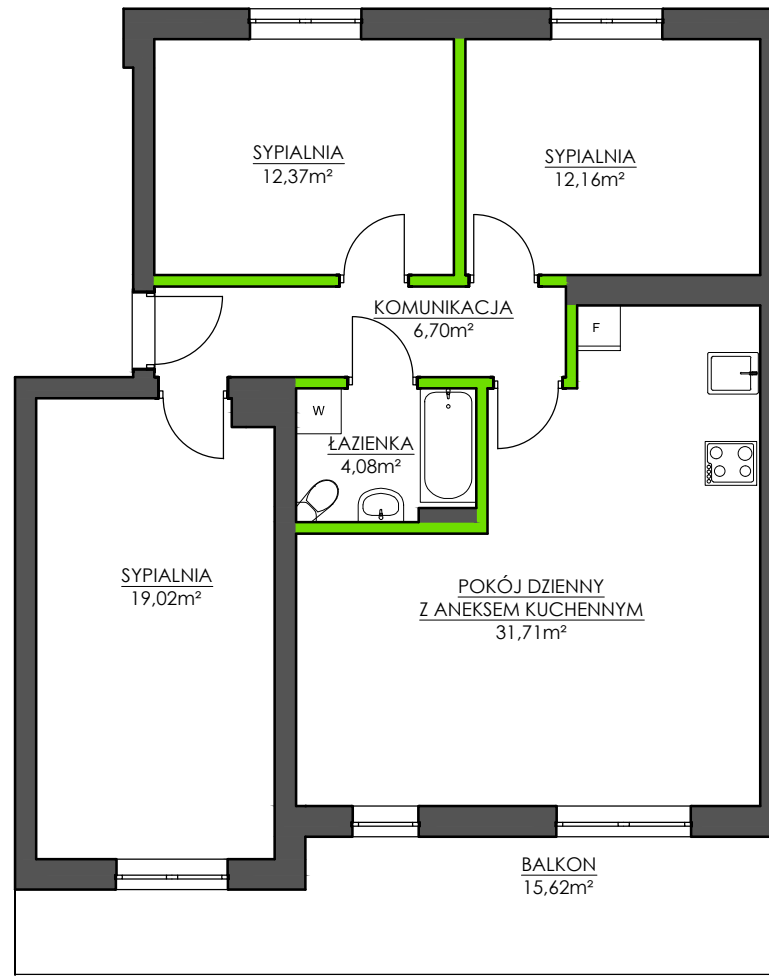 SYPIALNIA
12,37m²
SYPIALNIA
12,16m²
KOMUNIKACJA
6,70m²
F
W
ŁAZIENKA
4,08m²
SYPIALNIA
19,02m²
POKÓJ DZIENNY
Z ANEKSEM KUCHENNYM
31,71m²
BALKON
15,62m²